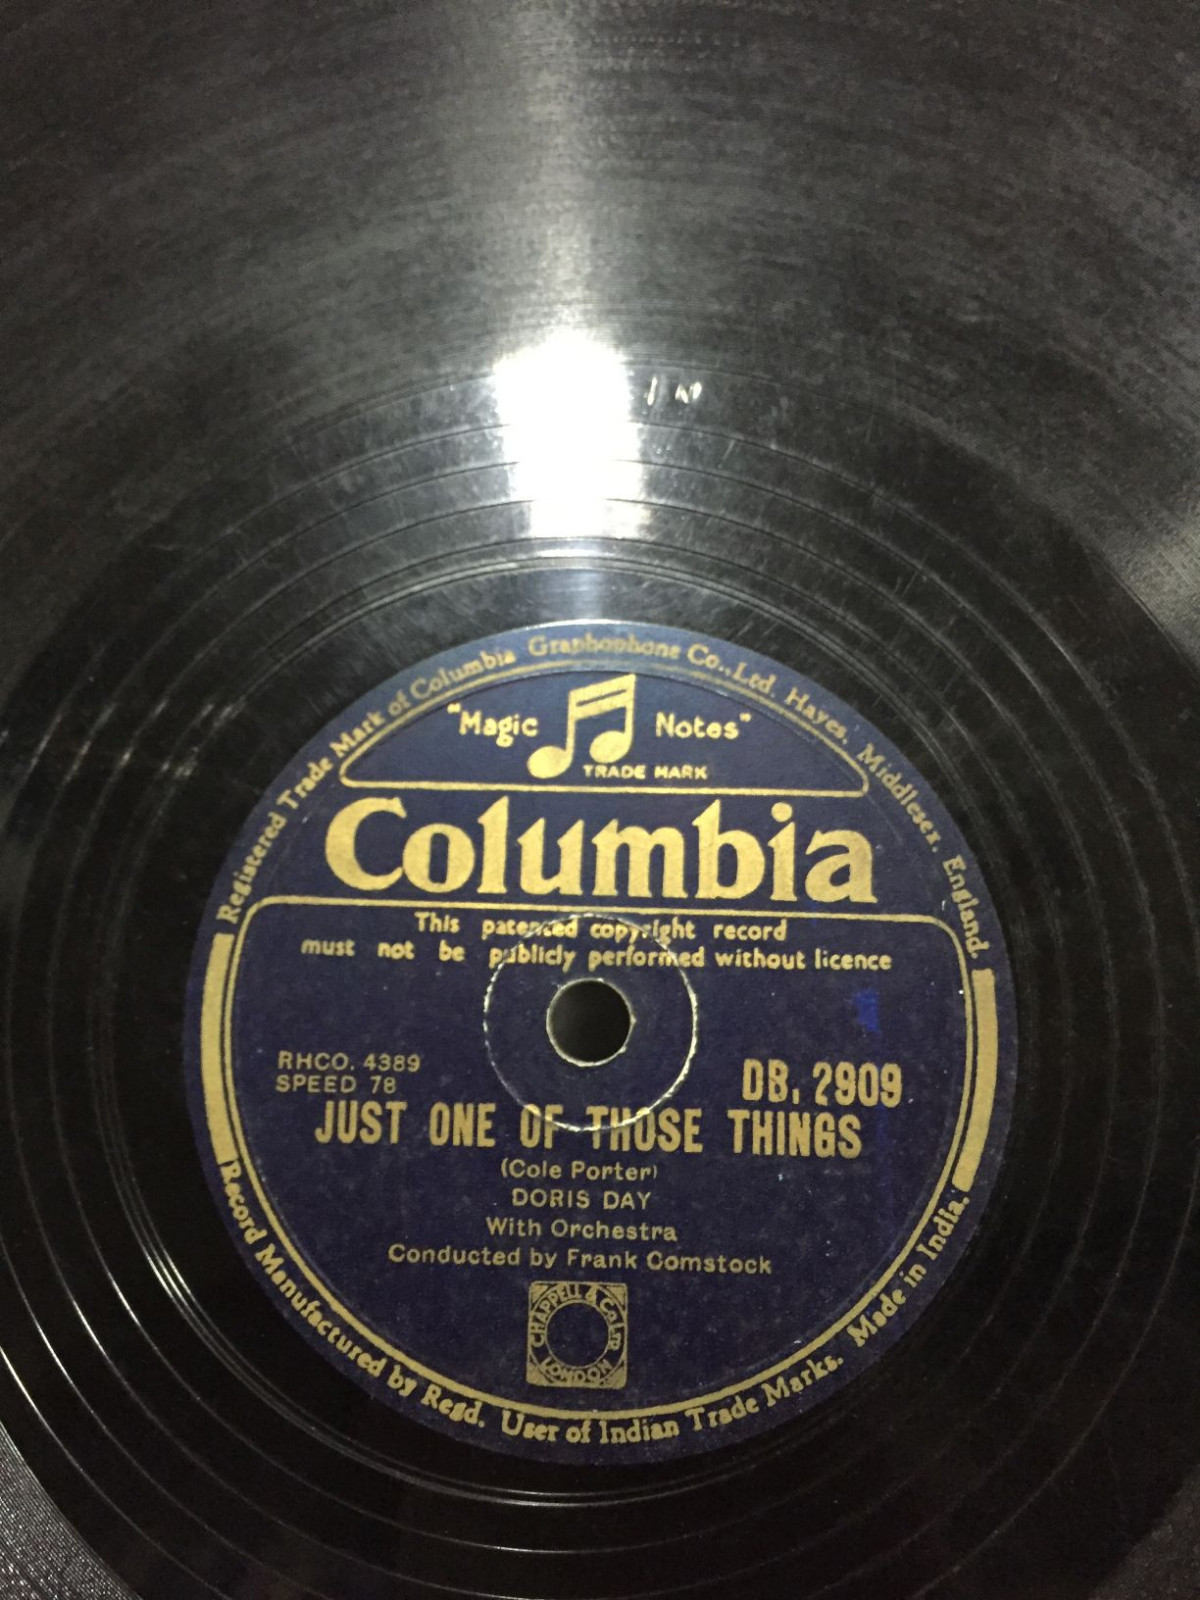 Registered Trade Mark of Columbia Graphophone Co., Ltd. Hayes, Middlesex, England.
"Magic Notes"
TRADE MARK
Columbia
This patented copyright record
must not be publicly performed without licence
RHCO. 4389
SPEED 78
DB. 2909
JUST ONE OF THOSE THINGS
(Cole Porter)
DORIS DAY
With Orchestra
Conducted by Frank Comstock
CHAPPELL & Co LTD
LONDON
Record Manufactured by Regd. User of Indian Trade Marks. Made in India.